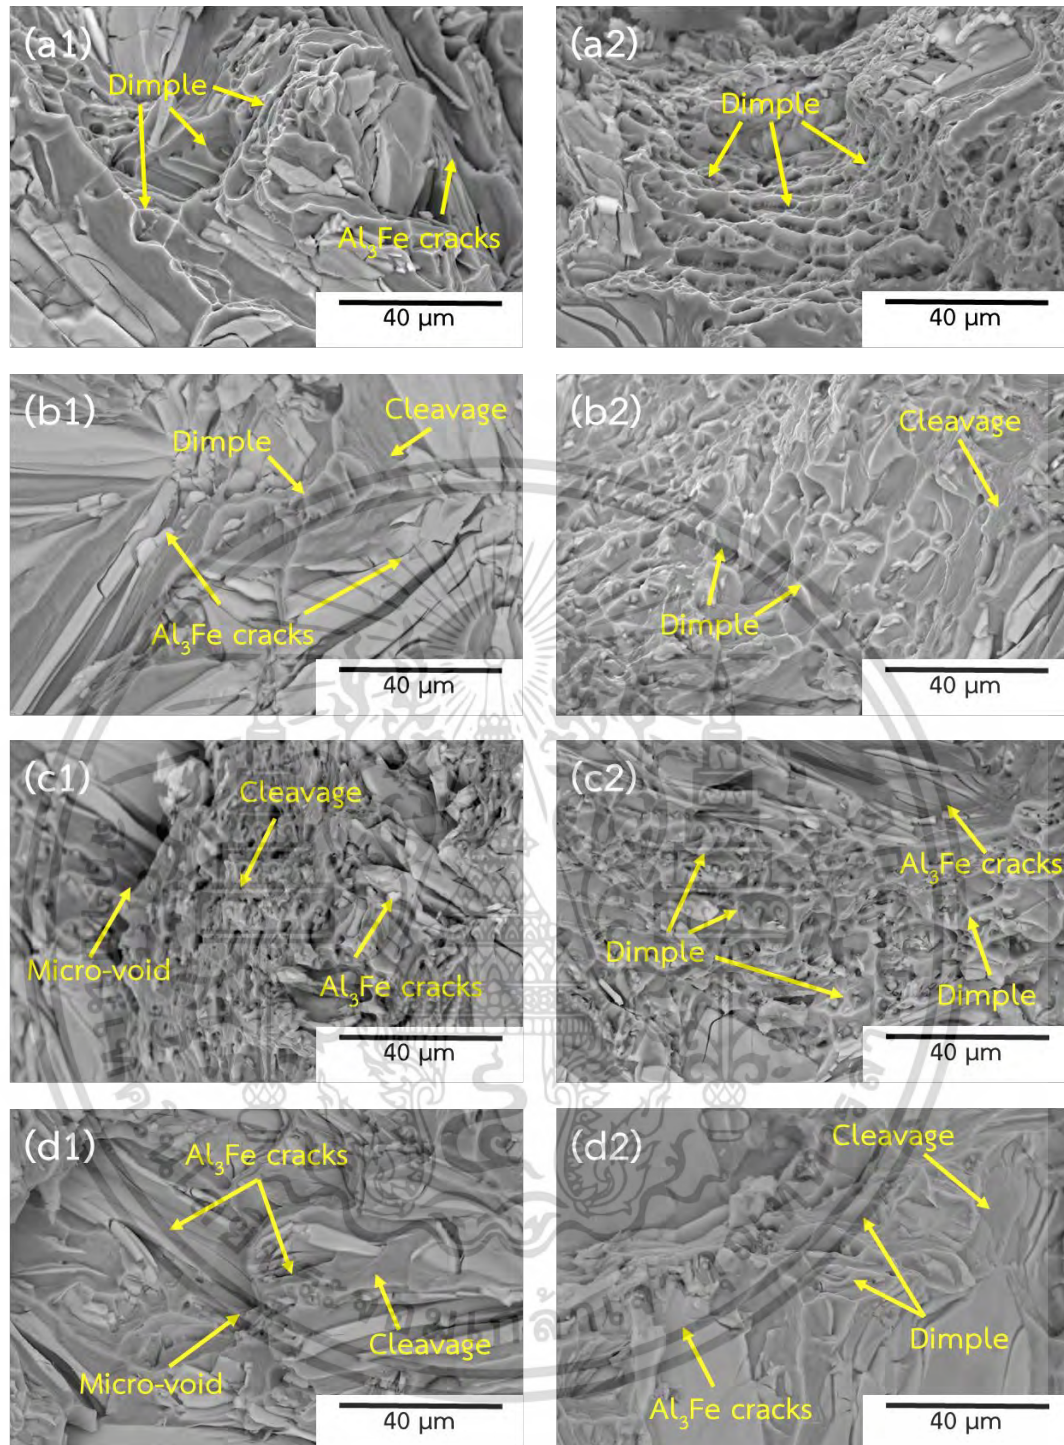 (a1)
Dimple
Al₃Fe cracks
40 µm
(a2)
Dimple
40 µm
(b1)
Cleavage
Dimple
Al₃Fe cracks
40 µm
(b2)
Cleavage
Dimple
40 µm
(c1)
Cleavage
Micro-void
Al₃Fe cracks
40 µm
(c2)
Al₃Fe cracks
Dimple
Dimple
40 µm
(d1)
Al₃Fe cracks
Cleavage
Micro-void
40 µm
(d2)
Cleavage
Dimple
Al₃Fe cracks
40 µm